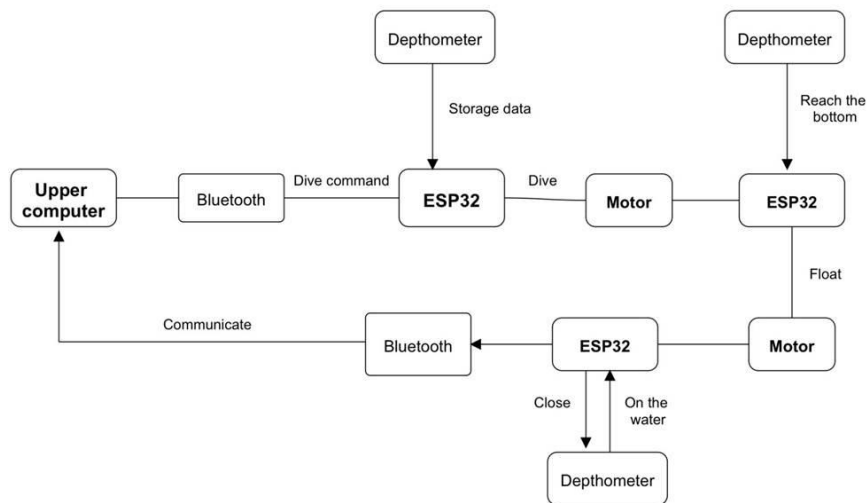 Depthometer
Depthometer
Storage data
Reach the
bottom
Upper
computer
Bluetooth
Dive command
ESP32
Dive
Motor
ESP32
Float
Communicate
Bluetooth
ESP32
Motor
Close
On the
water
Depthometer